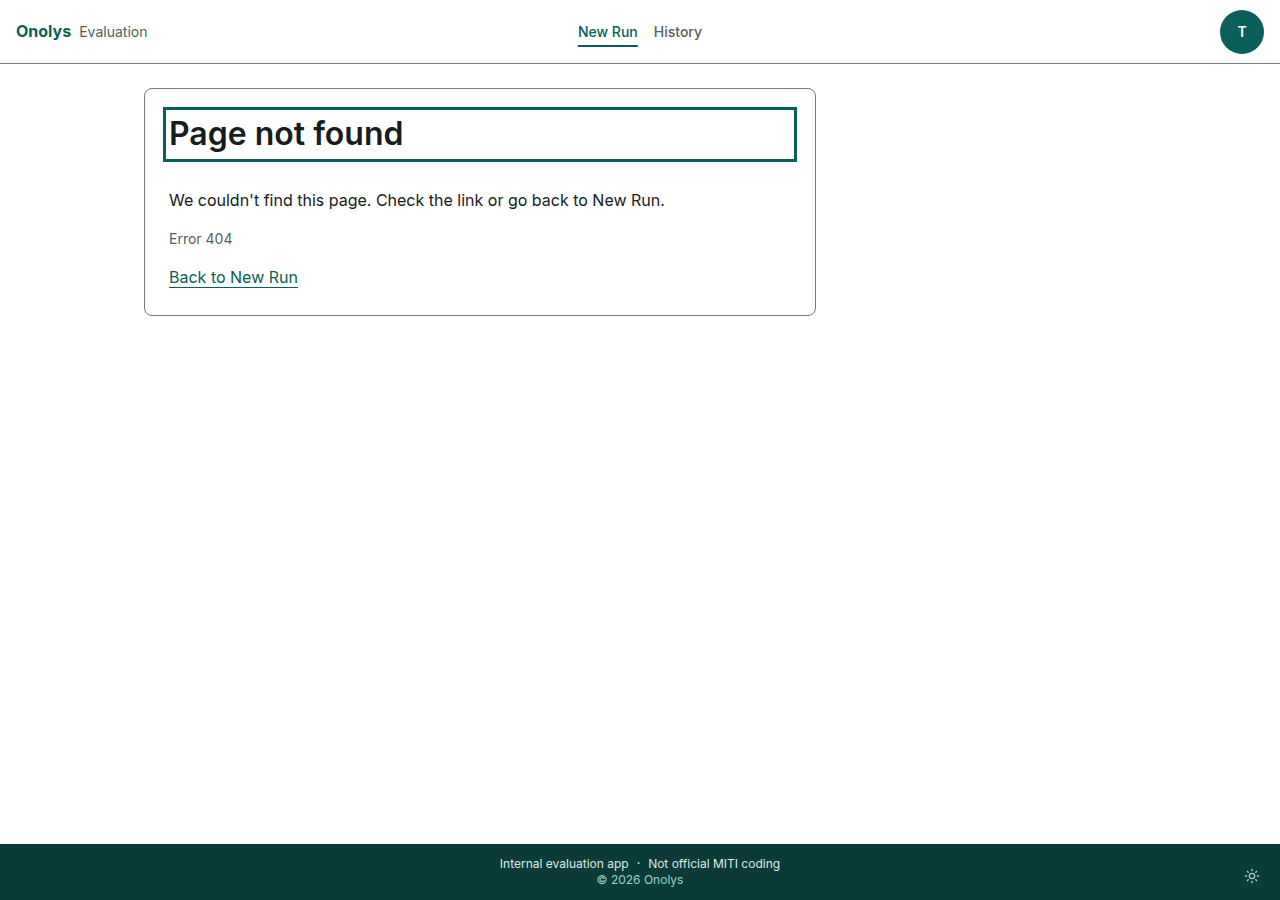 Onolys Evaluation
New Run History
T
Page not found
We couldn't find this page. Check the link or go back to New Run.
Error 404
Back to New Run
Internal evaluation app · Not official MITI coding
© 2026 Onolys